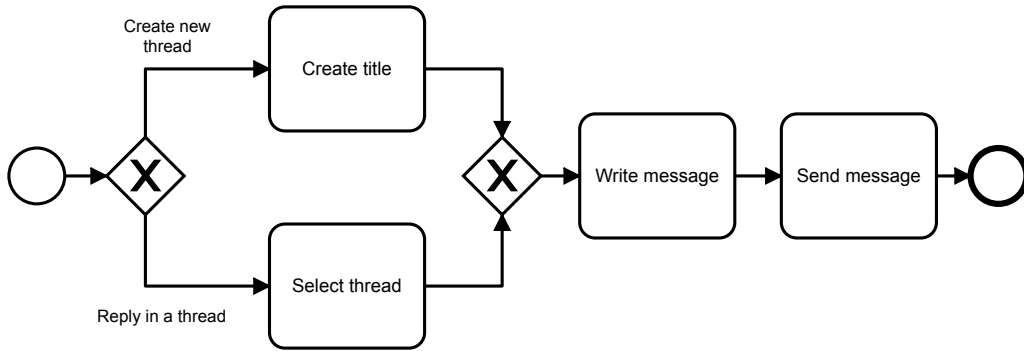 Create new
thread
Create title
X
X
Write message
Send message
Select thread
Reply in a thread